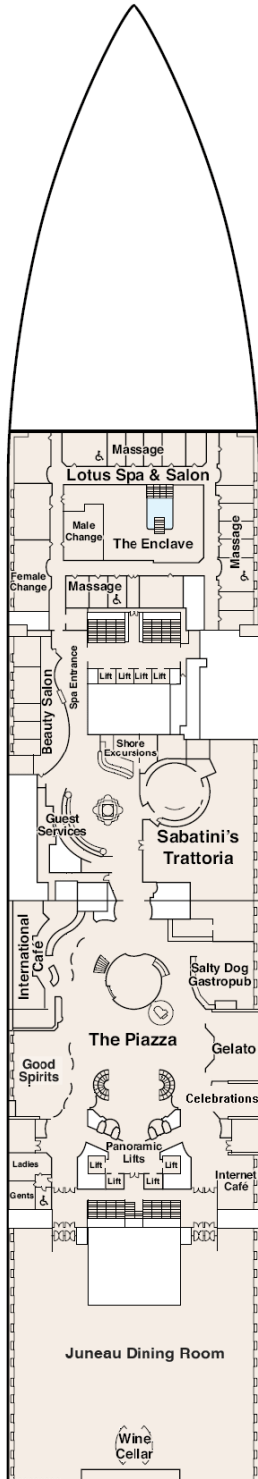 Massage
Lotus Spa & Salon
Male
Change
The Enclave
Massage
Female
Change
Massage
Spa Entrance
Lift Lift Lift Lift
Beauty Salon
Shore
Excursions
Guest
Services
Sabatini's
Trattoria
International
Café
Salty Dog
Gastropub
The Piazza
Gelato
Good
Spirits
Celebrations
Panoramic
Lifts
Ladies
Lift
Lift
Internet
Café
Gents
Lift
Lift
Juneau Dining Room
Wine
Cellar